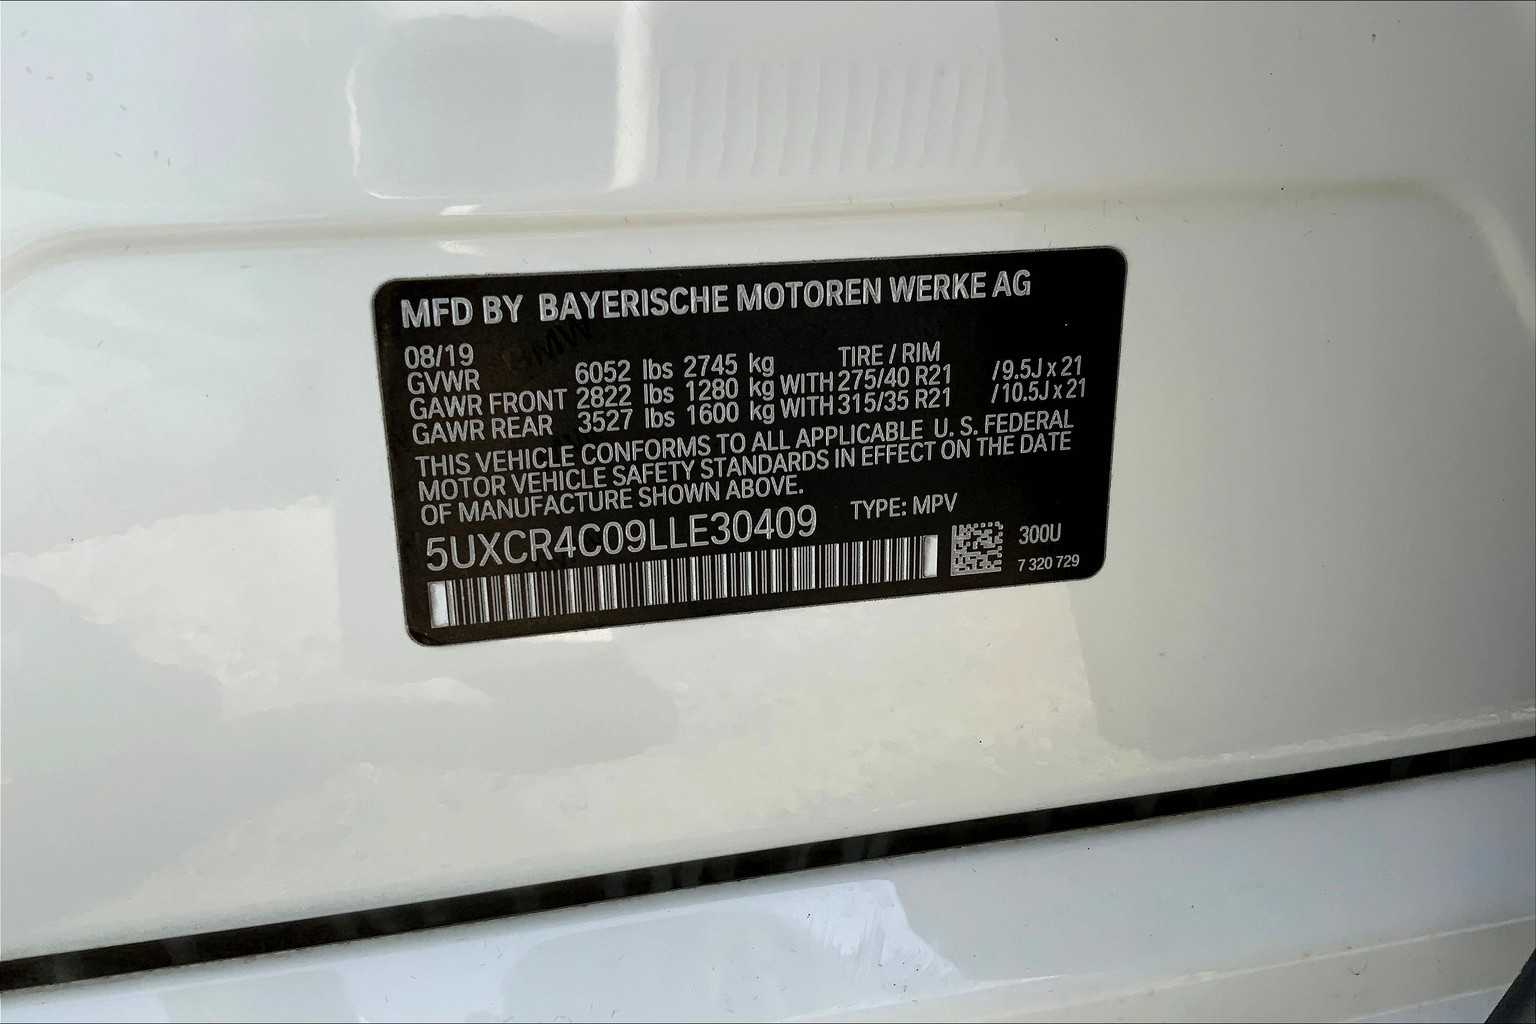 MFD BY BAYERISCHE MOTOREN WERKE AG
08/19 TIRE / RIM
GVWR 6052 lbs 2745 kg
GAWR FRONT 2822 lbs 1280 kg WITH 275/40 R21 /9.5J x 21
GAWR REAR 3527 lbs 1600 kg WITH 315/35 R21 /10.5J x 21
THIS VEHICLE CONFORMS TO ALL APPLICABLE U. S. FEDERAL
MOTOR VEHICLE SAFETY STANDARDS IN EFFECT ON THE DATE
OF MANUFACTURE SHOWN ABOVE.
TYPE: MPV
5UXCR4C09LLE30409
300U
7 320 729